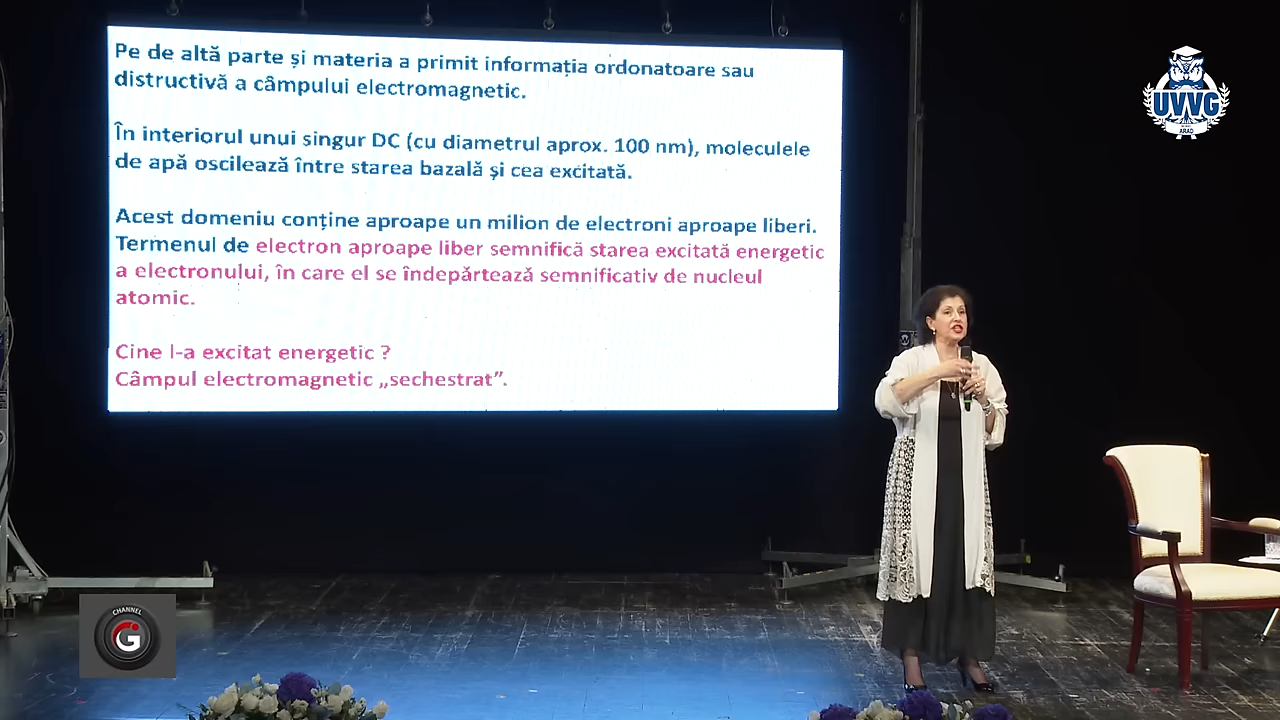 Pe de altă parte și materia a primit informația ordonatoare sau
distructivă a câmpului electromagnetic.
În interiorul unui singur DC (cu diametrul aprox. 100 nm), moleculele
de apă oscilează între starea bazală și cea excitată.
Acest domeniu conține aproape un milion de electroni aproape liberi.
Termenul de electron aproape liber semnifică starea excitată energetic
a electronului, în care el se îndepărtează semnificativ de nucleul
atomic.
Cine l-a excitat energetic ?
Câmpul electromagnetic „sechestrat”.
UVVG
ARAD
CHANNEL
G